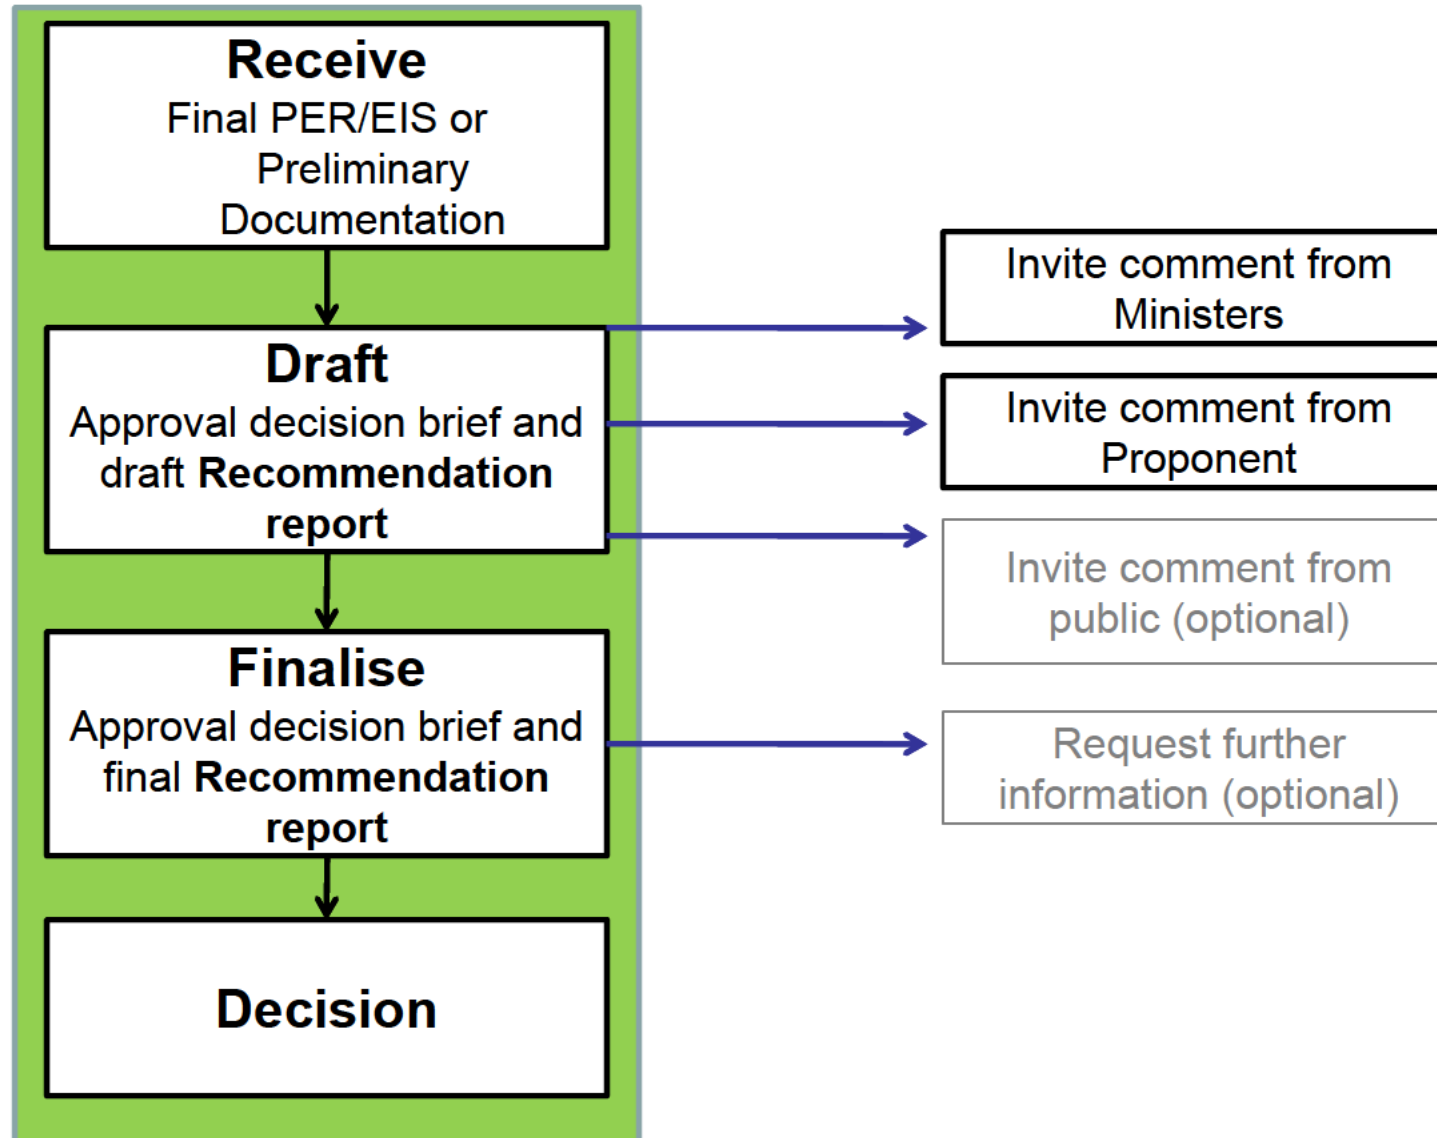 Receive
Final PER/EIS or
Preliminary
Documentation
Draft
Approval decision brief and
draft Recommendation
report
Finalise
Approval decision brief and
final Recommendation
report
Decision
Invite comment from
Ministers
Invite comment from
Proponent
Invite comment from
public (optional)
Request further
information (optional)